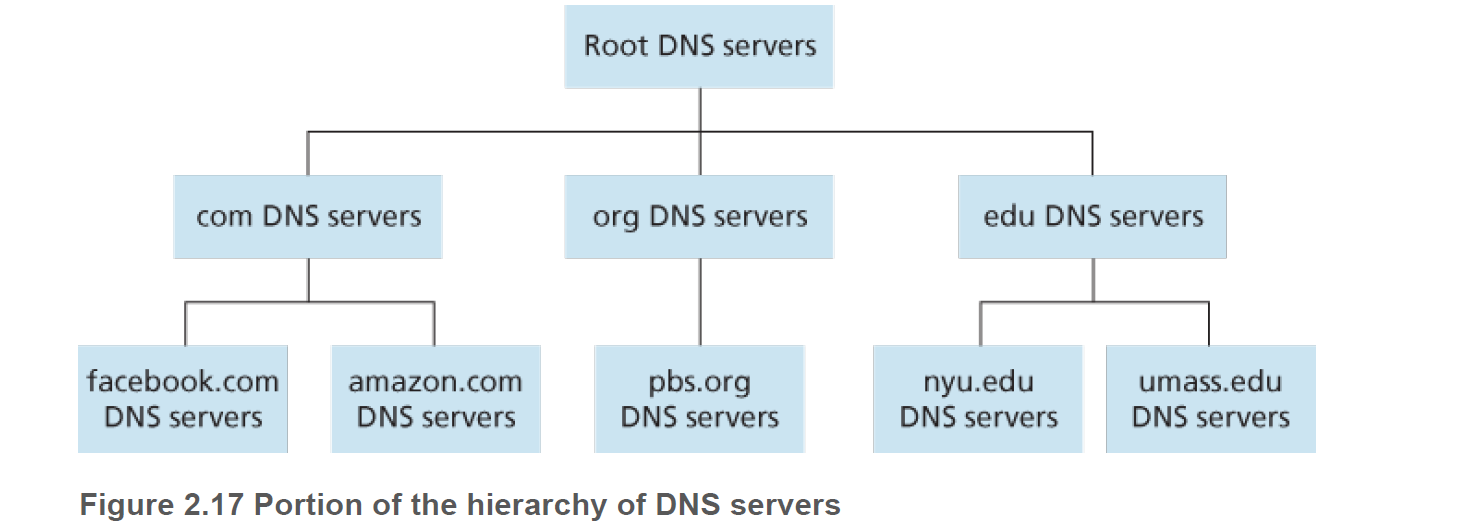 Root DNS servers
com DNS servers
org DNS servers
edu DNS servers
facebook.com
DNS servers
amazon.com
DNS servers
pbs.org
DNS servers
nyu.edu
DNS servers
umass.edu
DNS servers
Figure 2.17 Portion of the hierarchy of DNS servers